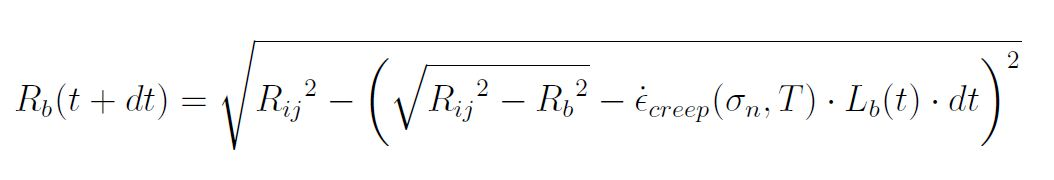 $R_b(t + dt) = \sqrt{{R_{ij}}^2 - \left(\sqrt{{R_{ij}}^2 - {R_b}^2} - \dot{\epsilon}_{creep}(\sigma_n, T) \cdot L_b(t) \cdot dt\right)^2}$